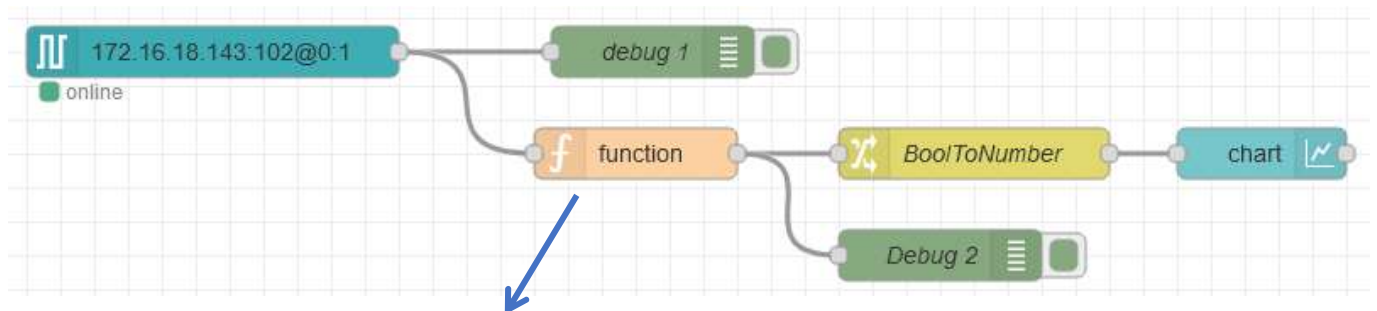 172.16.18.143:102@0:1
debug 1
online
function
BoolToNumber
chart
Debug 2